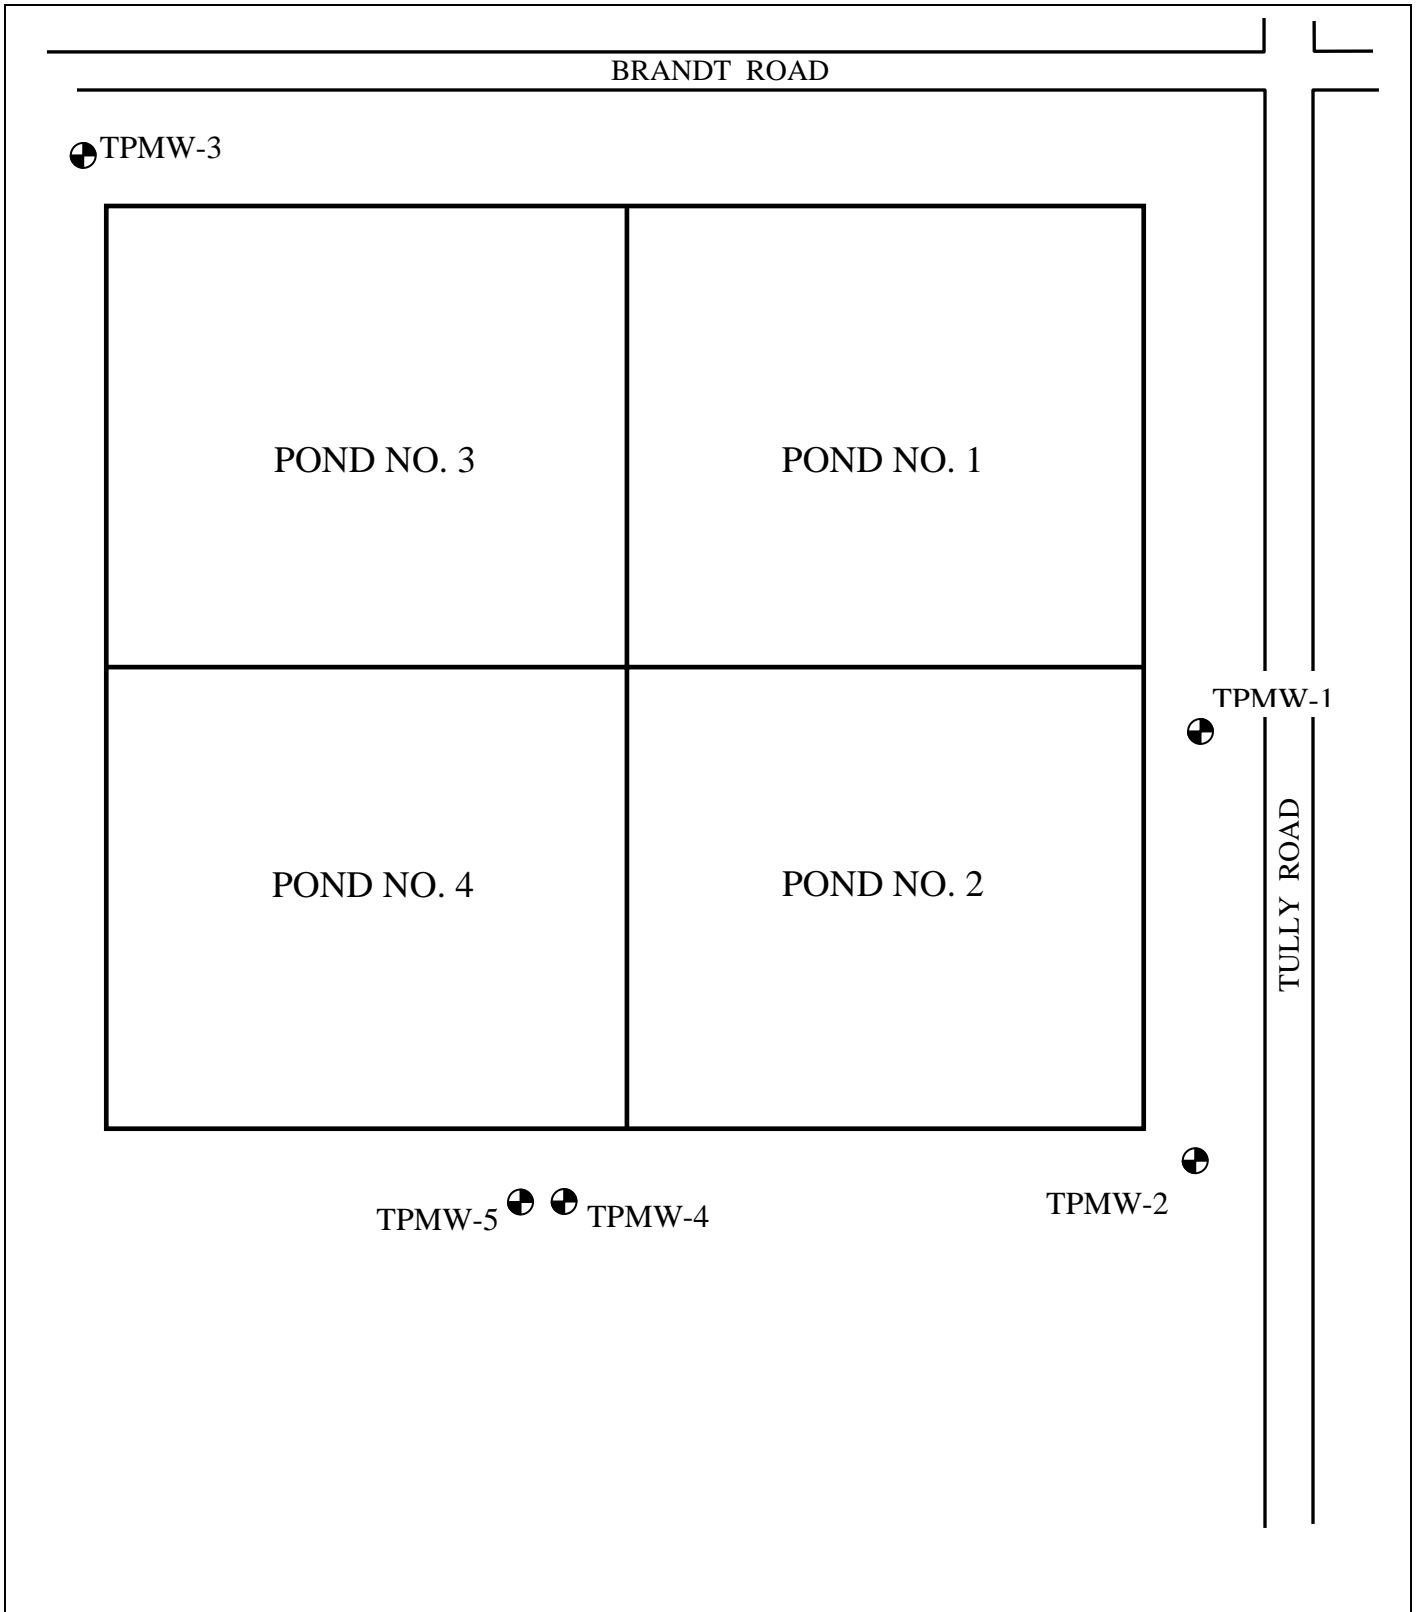 BRANDT ROAD
TPMW-3
POND NO. 3
POND NO. 1
TPMW-1
TULLY ROAD
POND NO. 4
POND NO. 2
TPMW-5
TPMW-4
TPMW-2